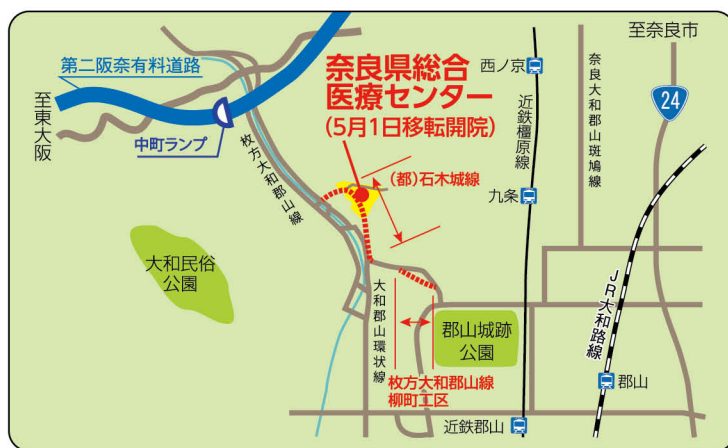 至奈良市
第二阪奈有料道路
奈良県総合
医療センター
(5月1日移転開院)
西ノ京
奈良大和郡山斑鳩線
24
至東大阪
中町ランプ
近鉄橿原線
枚方大和郡山線
(都)石木城線
九条
大和民俗
公園
大和郡山環状線
郡山城跡
公園
JR大和路線
枚方大和郡山線
柳町工区
郡山
近鉄郡山